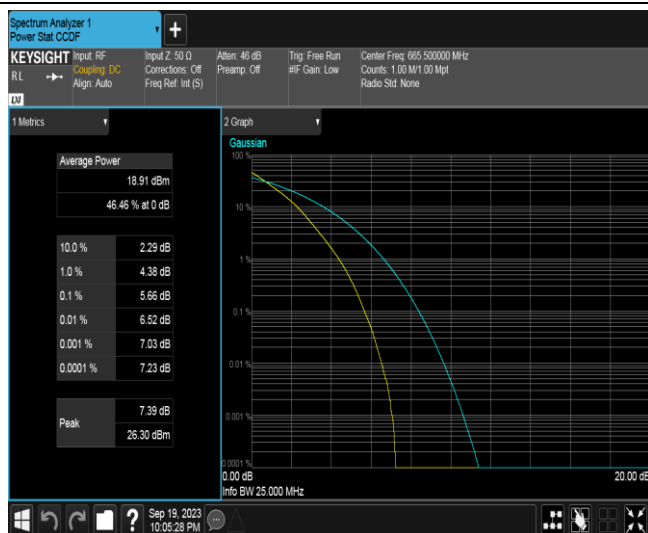 Spectrum Analyzer 1
Power Stat CCDF
KEYSIGHT Input: RF Input Z: 50 Ω Atten: 46 dB Trig: Free Run Center Freq: 665.500000 MHz
RL Coupling: DC Corrections: Off Preamp: Off #IF Gain: Low Counts: 1.00 M/1.00 Mpt
Align: Auto Freq Ref: Int (S) Radio Std: None
LXI
1 Metrics
2 Graph
Average Power
18.91 dBm
46.46 % at 0 dB
10.0 % 2.29 dB
1.0 % 4.38 dB
0.1 % 5.66 dB
0.01 % 6.52 dB
0.001 % 7.03 dB
0.0001 % 7.23 dB
Peak 7.39 dB
26.30 dBm
Gaussian
100 %
10 %
1 %
0.1 %
0.01 %
0.001 %
0.0001 %
0.00 dB 20.00 dB
Info BW 25.000 MHz
? Sep 19, 2023
10:05:28 PM